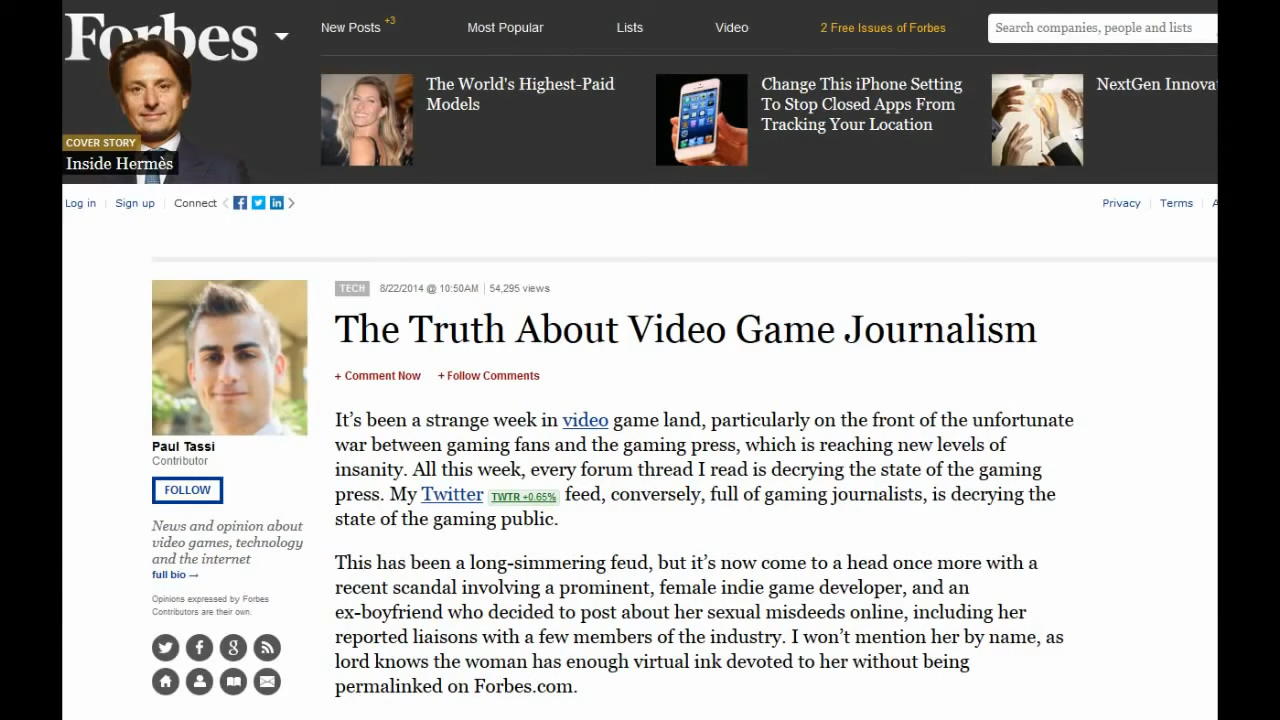 Forbes
New Posts +3
Most Popular
Lists
Video
2 Free Issues of Forbes
Search companies, people and lists
COVER STORY
Inside Hermès
The World's Highest-Paid
Models
Change This iPhone Setting
To Stop Closed Apps From
Tracking Your Location
NextGen Innova
Log in
Sign up
Connect
Privacy
Terms
TECH 8/22/2014 @ 10:50AM 54,295 views
The Truth About Video Game Journalism
+ Comment Now + Follow Comments
Paul Tassi
Contributor
FOLLOW
News and opinion about
video games, technology
and the internet
full bio →
Opinions expressed by Forbes
Contributors are their own.
It's been a strange week in video game land, particularly on the front of the unfortunate
war between gaming fans and the gaming press, which is reaching new levels of
insanity. All this week, every forum thread I read is decrying the state of the gaming
press. My Twitter TWTR +0.65% feed, conversely, full of gaming journalists, is decrying the
state of the gaming public.
This has been a long-simmering feud, but it's now come to a head once more with a
recent scandal involving a prominent, female indie game developer, and an
ex-boyfriend who decided to post about her sexual misdeeds online, including her
reported liaisons with a few members of the industry. I won't mention her by name, as
lord knows the woman has enough virtual ink devoted to her without being
permalinked on Forbes.com.